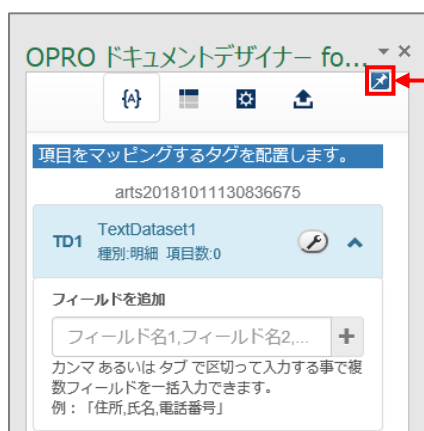 OPRO ドキュメントデザイナー fo...
{A}
項目をマッピングするタグを配置します。
arts20181011130836675
TD1
TextDataset1
種別:明細 項目数:0
フィールドを追加
フィールド名1,フィールド名2,...
カンマ あるいは タブ で区切って入力する事で複
数フィールドを一括入力できます。
例：「住所,氏名,電話番号」